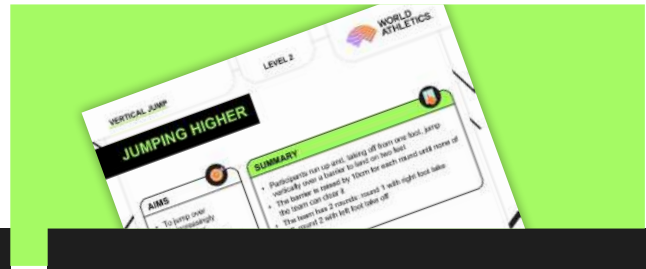 WORLD
ATHLETICS
LEVEL 2
VERTICAL JUMP
JUMPING HIGHER
SUMMARY
• Participants run up and, taking off from one foot, jump
vertically over a barrier to land on two feet
• The barrier is raised by 10cm for each round until none of
the team can clear it
• The team has 2 rounds: round 1 with right foot take
round 2 with left foot take off
AIMS
• To jump over